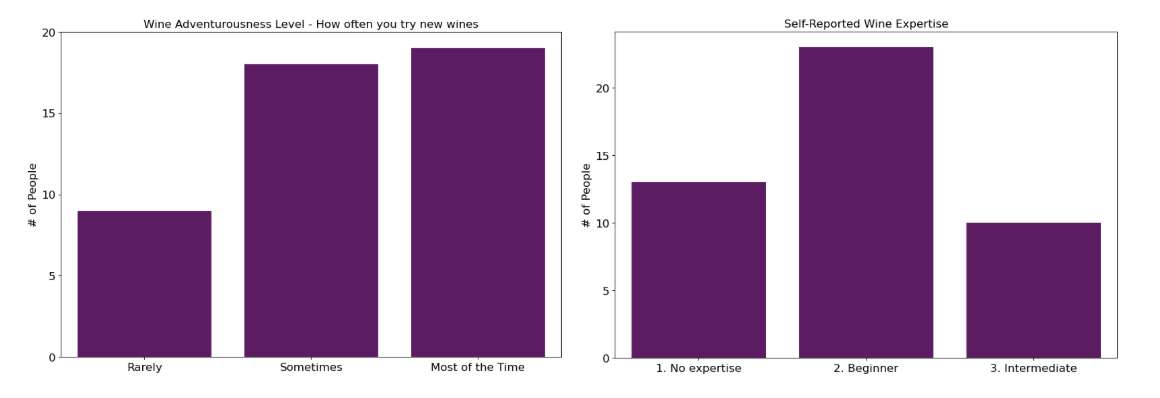 Wine Adventurousness Level - How often you try new wines
# of People
20
15
10
5
0
Rarely
Sometimes
Most of the Time
Self-Reported Wine Expertise
# of People
20
15
10
5
0
1. No expertise
2. Beginner
3. Intermediate